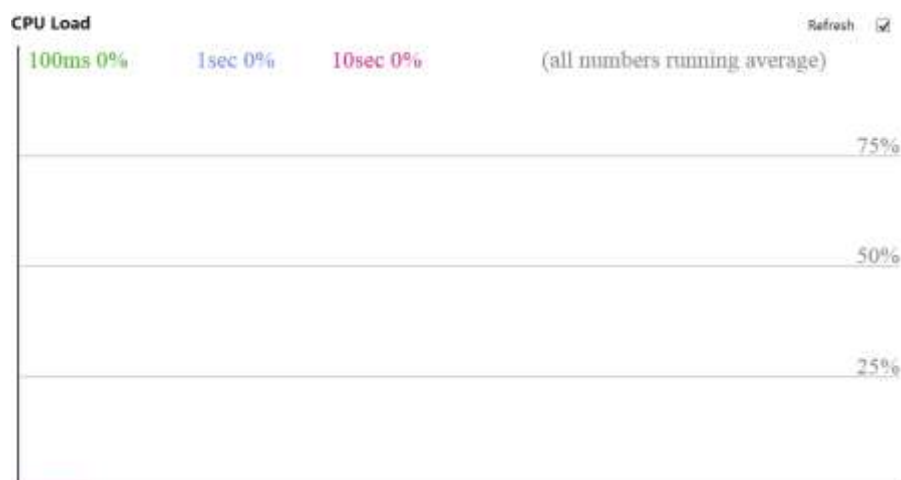 CPU Load Refresh
100ms 0% 1sec 0% 10sec 0% (all numbers running average)
75%
50%
25%